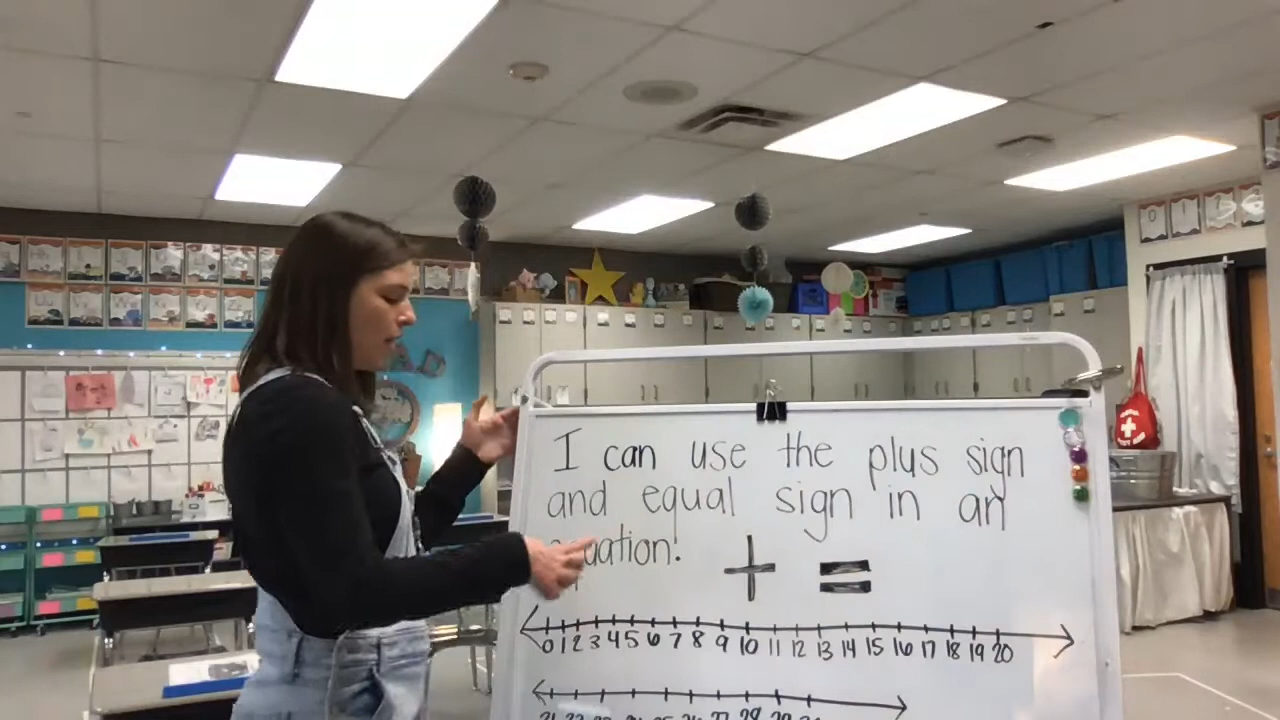 I can use the plus sign
and equal sign in an
equation!
+ =
0 1 2 3 4 5 6 7 8 9 10 11 12 13 14 15 16 17 18 19 20